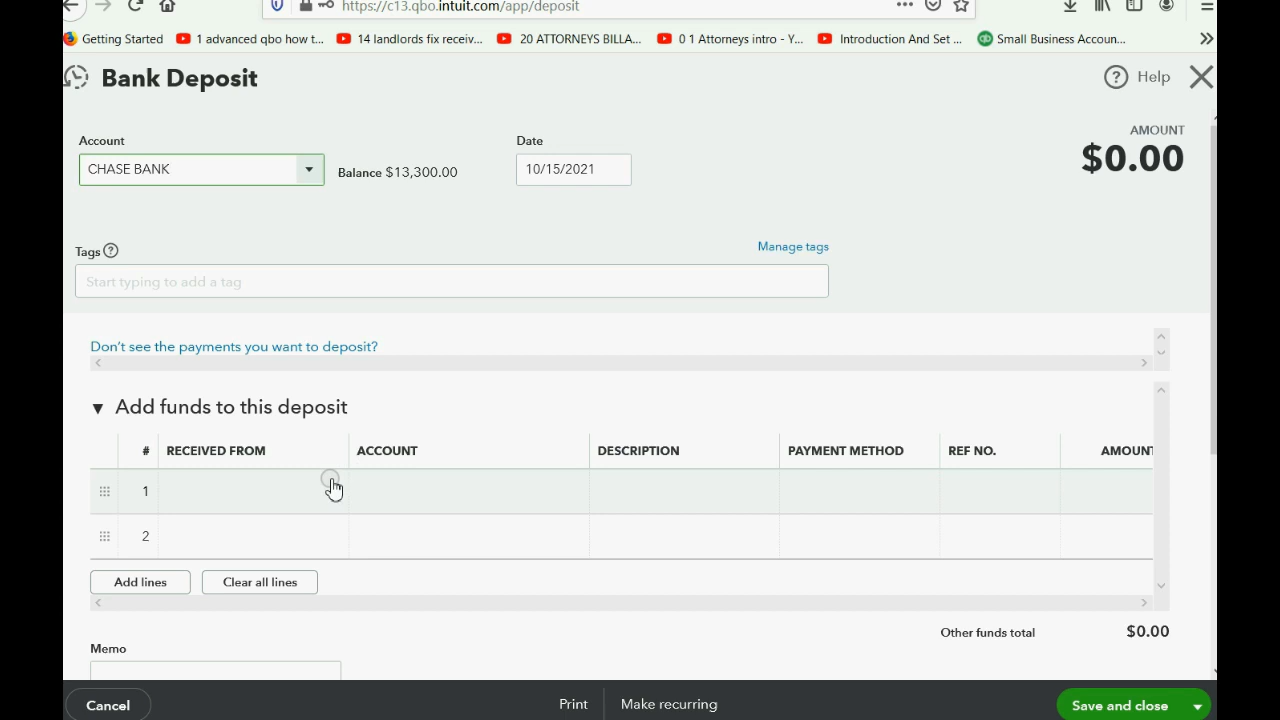 https://c13.qbo.intuit.com/app/deposit
Getting Started 1 advanced qbo how t... 14 landlords fix receiv... 20 ATTORNEYS BILLA... 0 1 Attorneys intro - Y... Introduction And Set ... Small Business Accoun...
Bank Deposit
? Help
Account
CHASE BANK
Balance $13,300.00
Date
10/15/2021
AMOUNT
$0.00
Tags ?
Manage tags
Start typing to add a tag
Don't see the payments you want to deposit?
Add funds to this deposit
# RECEIVED FROM ACCOUNT DESCRIPTION PAYMENT METHOD REF NO. AMOUNT
1
2
Add lines Clear all lines
Other funds total $0.00
Memo
Cancel Print Make recurring Save and close